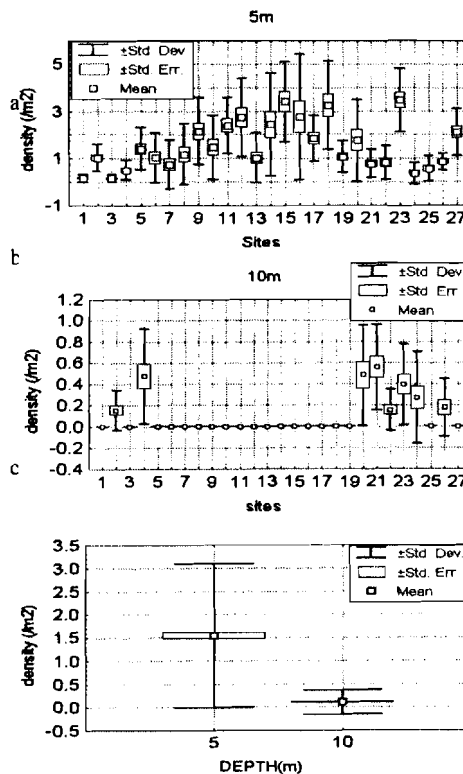 5m
a
density (/m2)
5
3
1
-1
±Std. Dev
±Std. Err.
Mean
1 3 5 7 9 11 13 15 17 19 21 23 25 27
Sites
b
10m
density (/m2)
1.2
1.0
0.8
0.6
0.4
0.2
0.0
-0.2
-0.4
±Std. Dev
±Std. Err
Mean
1 3 5 7 9 11 13 15 17 19 21 23 25 27
sites
c
density (/m2)
3.5
3.0
2.5
2.0
1.5
1.0
0.5
0.0
-0.5
±Std. Dev.
±Std. Err
Mean
5 10
DEPTH(m)